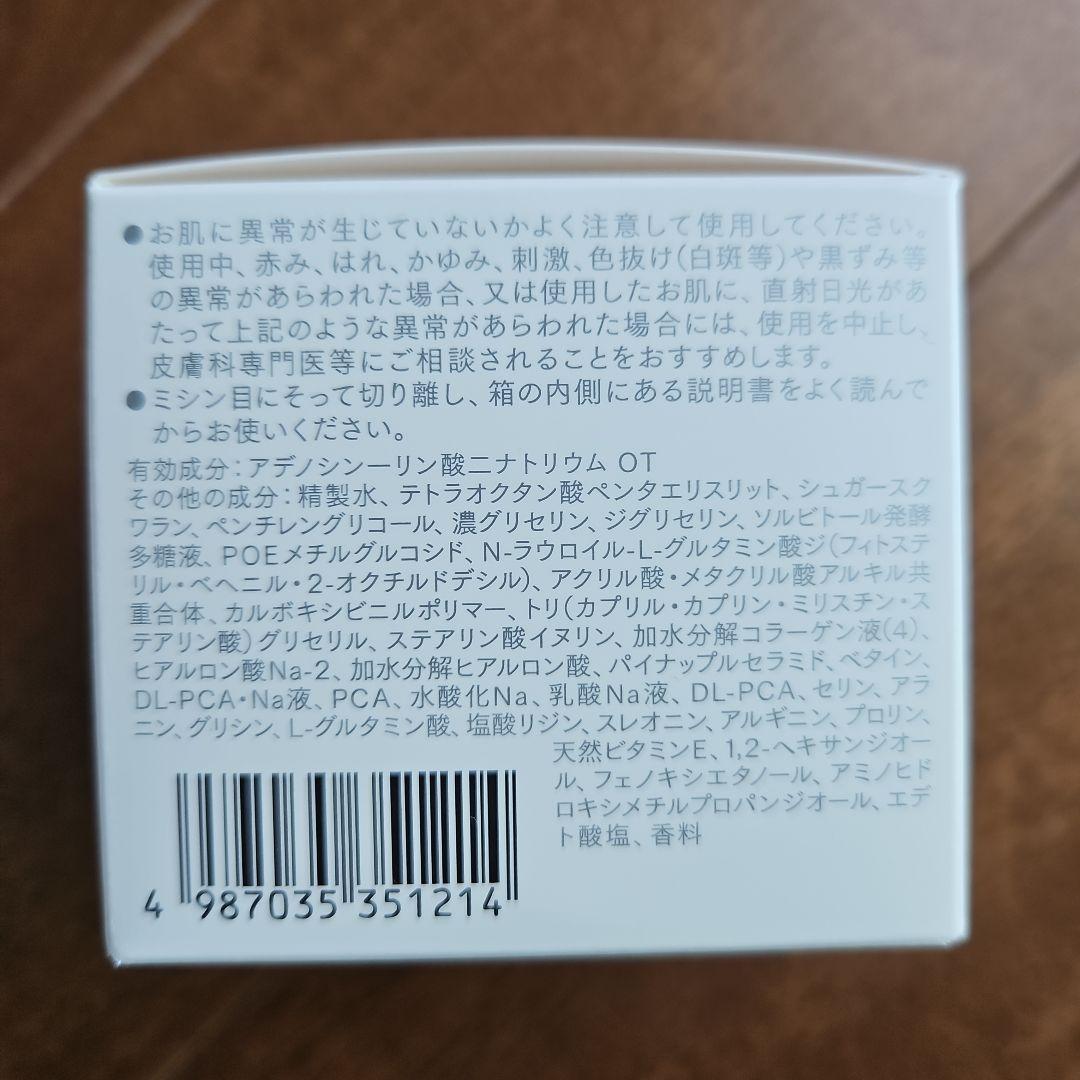 ●お肌に異常が生じていないかよく注意して使用してください。
使用中、赤み、はれ、かゆみ、刺激、色抜け(白斑等)や黒ずみ等
の異常があらわれた場合、又は使用したお肌に、直射日光があ
たって上記のような異常があらわれた場合には、使用を中止し、
皮膚科専門医等にご相談されることをおすすめします。
●ミシン目にそって切り離し、箱の内側にある説明書をよく読んで
からお使いください。
有効成分：アデノシン一リン酸二ナトリウム OT
その他の成分：精製水、テトラオクタン酸ペンタエリスリット、シュガースク
ワラン、ペンチレングリコール、濃グリセリン、ジグリセリン、ソルビトール発酵
多糖液、POEメチルグルコシド、N-ラウロイル-L-グルタミン酸ジ(フィトステ
リル・ベヘニル・2-オクチルドデシル)、アクリル酸・メタクリル酸アルキル共
重合体、カルボキシビニルポリマー、トリ(カプリル・カプリン・ミリスチン・ス
テアリン酸)グリセリル、ステアリン酸イヌリン、加水分解コラーゲン液(4)、
ヒアルロン酸Na-2、加水分解ヒアルロン酸、パイナップルセラミド、ベタイン、
DL-PCA・Na液、PCA、水酸化Na、乳酸Na液、DL-PCA、セリン、アラ
ニン、グリシン、L-グルタミン酸、塩酸リジン、スレオニン、アルギニン、プロリン、
天然ビタミンE、1,2-ヘキサンジオー
ル、フェノキシエタノール、アミノヒド
ロキシメチルプロパンジオール、エデ
ト酸塩、香料
4 987035 351214